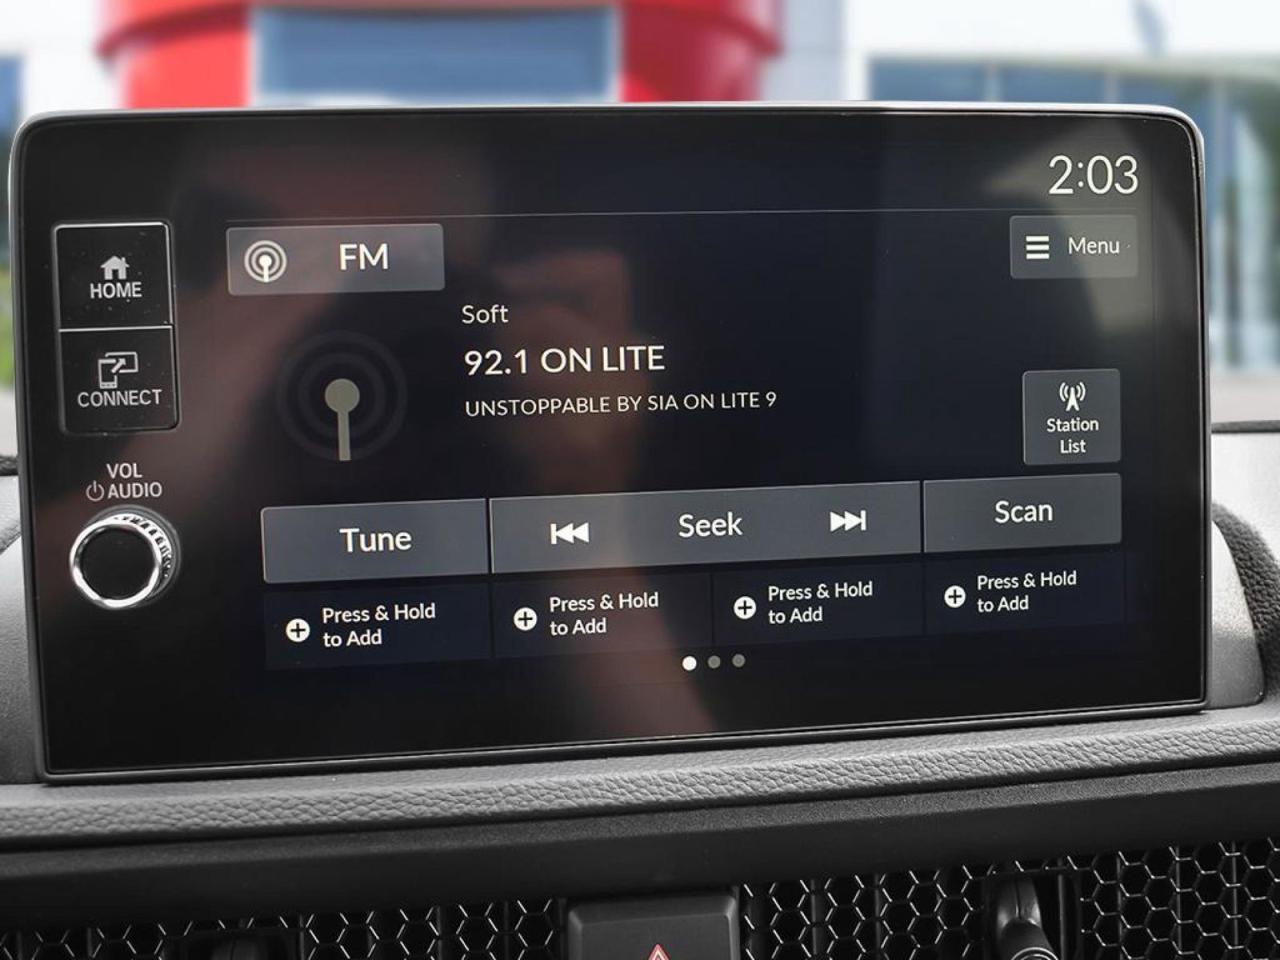 2:03
HOME
CONNECT
VOL
AUDIO
FM
Menu
Soft
92.1 ON LITE
UNSTOPPABLE BY SIA ON LITE 9
Station
List
Tune
Seek
Scan
Press & Hold
to Add
Press & Hold
to Add
Press & Hold
to Add
Press & Hold
to Add